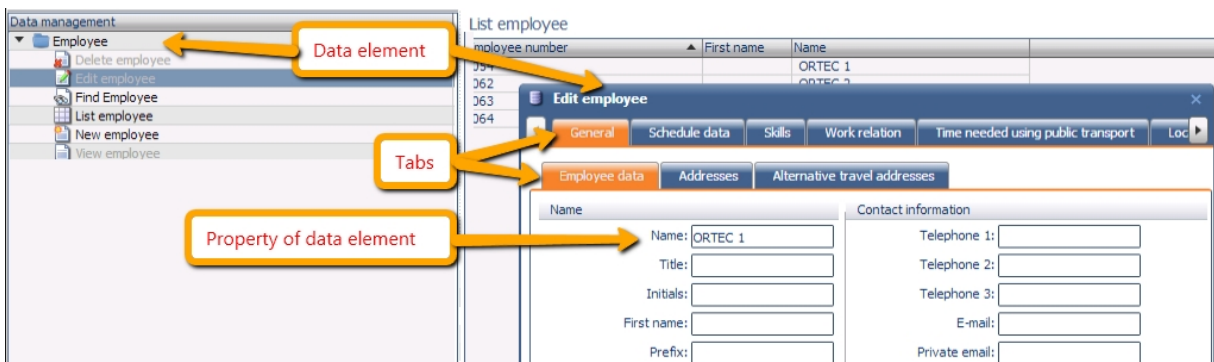 Data management
Employee
Delete employee
Edit employee
Find Employee
List employee
New employee
View employee
Data element
Tabs
Property of data element
List employee
mployee number First name Name
ORTEC 1
062 ORTEC 2
063
064
Edit employee
General Schedule data Skills Work relation Time needed using public transport Loc
Employee data Addresses Alternative travel addresses
Name Contact information
Name: ORTEC 1 Telephone 1:
Title: Telephone 2:
Initials: Telephone 3:
First name: E-mail:
Prefix: Private email: